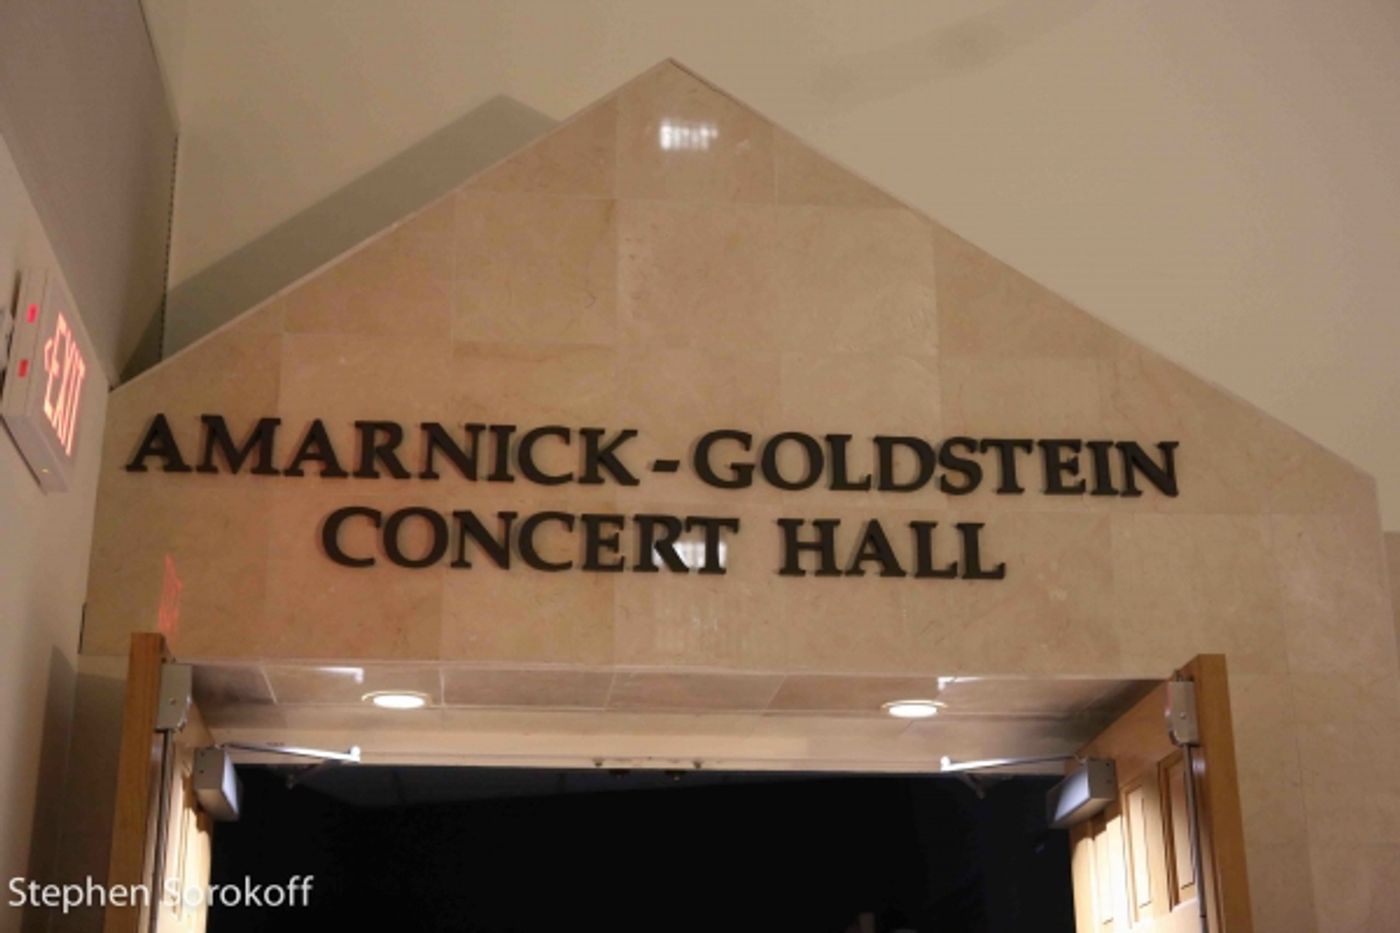 EXIT
AMARNICK-GOLDSTEIN
CONCERT HALL
Stephen Sorokoff